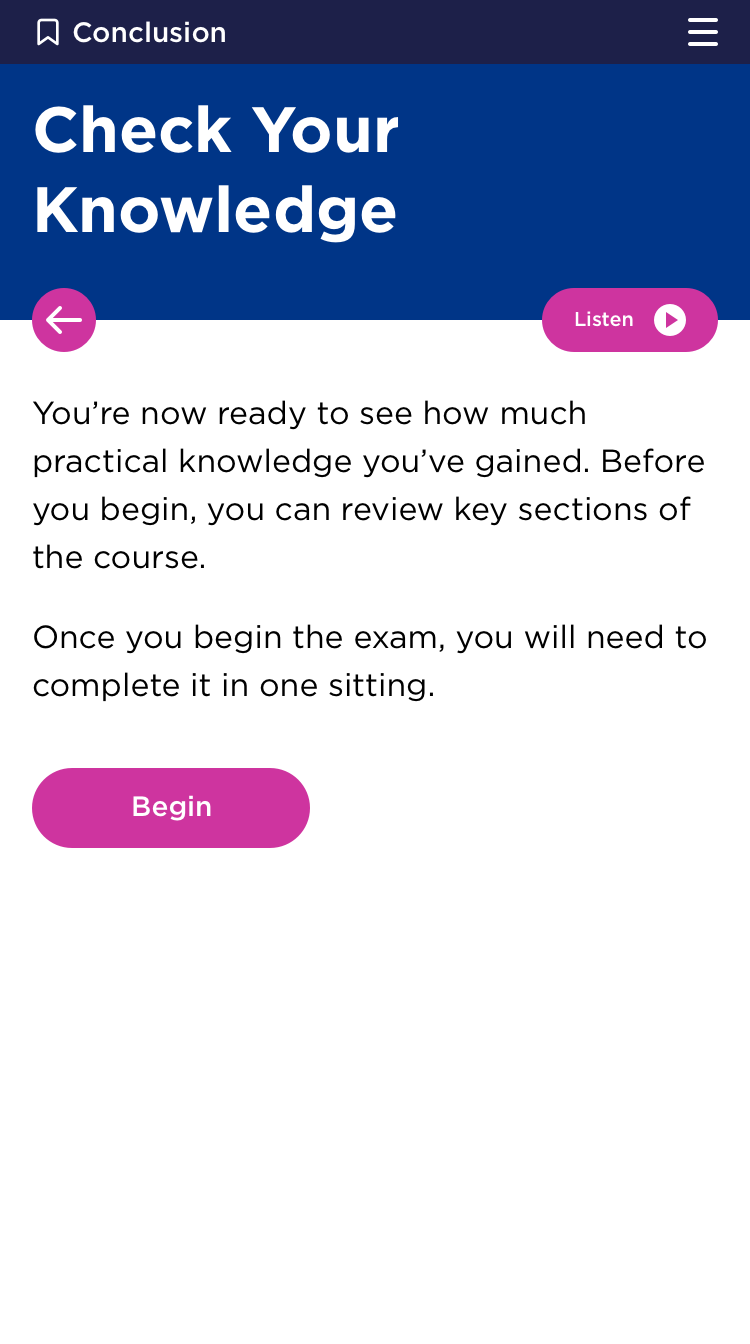 Conclusion
Check Your
Knowledge
Listen
You’re now ready to see how much
practical knowledge you’ve gained. Before
you begin, you can review key sections of
the course.
Once you begin the exam, you will need to
complete it in one sitting.
Begin